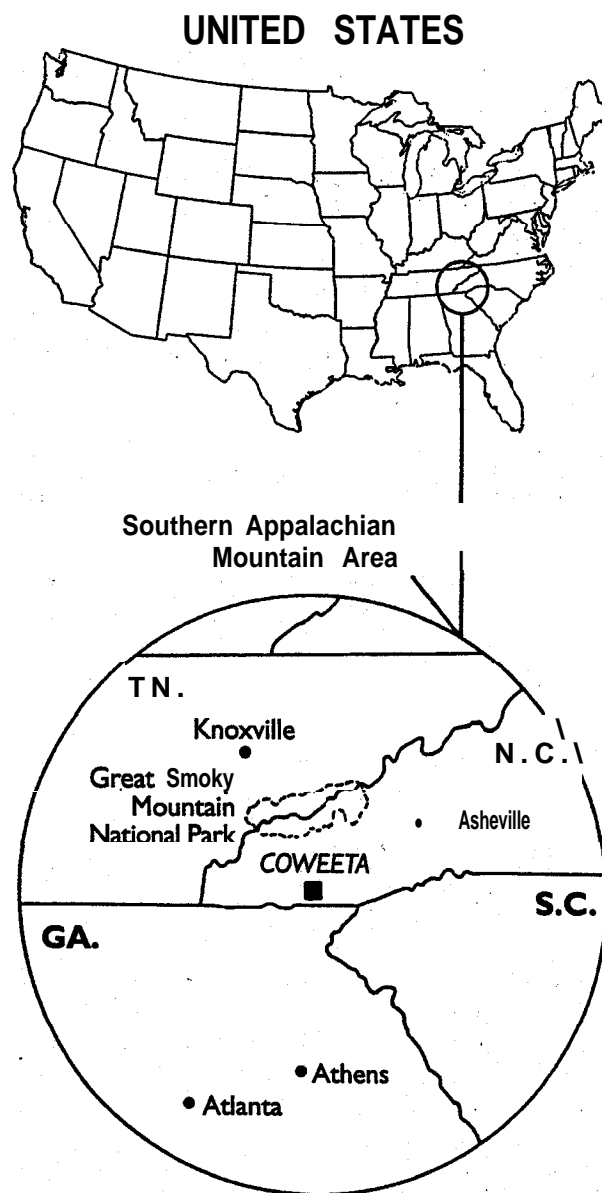 UNITED STATES
Southern Appalachian
Mountain Area
TN.
Knoxville
N.C.
Great Smoky
Mountain
National Park
Asheville
COWEETA
S.C.
GA.
Athens
Atlanta